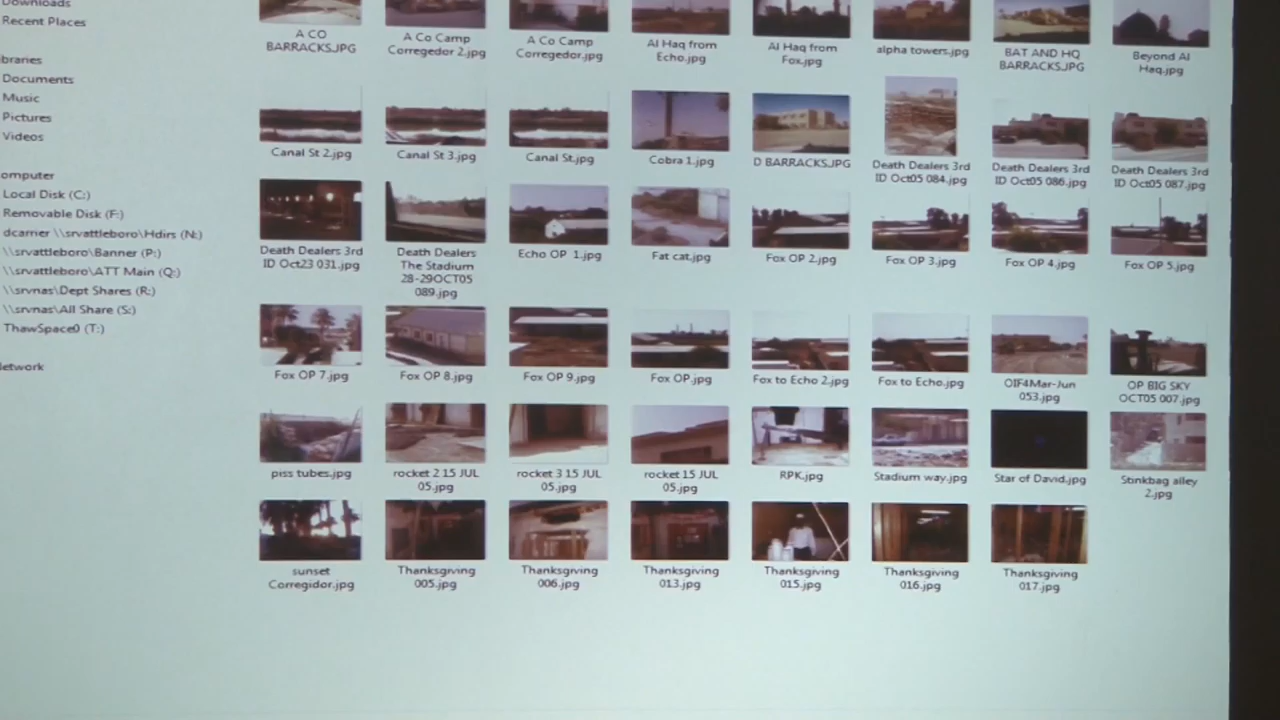 Downloads
Recent Places
braries
Documents
Music
Pictures
Videos
omputer
Local Disk (C:)
Removable Disk (F:)
dcarner \\srvattleboro\Hdirs (N:)
\\srvattleboro\Banner (P:)
\\srvattleboro\ATT Main (Q:)
\\srvnas\Dept Shares (R:)
\\srvnas\All Share (S:)
ThawSpace0 (T:)
letwork
A CO
BARRACKS.JPG
A Co Camp
Corregedor 2.jpg
A Co Camp
Corregedor.jpg
Al Haq from
Echo.jpg
Al Haq from
Fox.jpg
alpha towers.jpg
BAT AND HQ
BARRACKS.JPG
Beyond Al
Haq.jpg
Canal St 2.jpg
Canal St 3.jpg
Canal St.jpg
Cobra 1.jpg
D BARRACKS.JPG
Death Dealers 3rd
ID Oct05 084.jpg
Death Dealers 3rd
ID Oct05 086.jpg
Death Dealers 3rd
ID Oct05 087.jpg
Death Dealers 3rd
ID Oct23 031.jpg
Death Dealers
The Stadium
28-29OCT05
089.jpg
Echo OP 1.jpg
Fat cat.jpg
Fox OP 2.jpg
Fox OP 3.jpg
Fox OP 4.jpg
Fox OP 5.jpg
Fox OP 7.jpg
Fox OP 8.jpg
Fox OP 9.jpg
Fox OP.jpg
Fox to Echo 2.jpg
Fox to Echo.jpg
OIF4Mar-Jun
053.jpg
OP BIG SKY
OCT05 007.jpg
piss tubes.jpg
rocket 2 15 JUL
05.jpg
rocket 3 15 JUL
05.jpg
rocket 15 JUL
05.jpg
RPK.jpg
Stadium way.jpg
Star of David.jpg
Stinkbag alley
2.jpg
sunset
Corregidor.jpg
Thanksgiving
005.jpg
Thanksgiving
006.jpg
Thanksgiving
013.jpg
Thanksgiving
015.jpg
Thanksgiving
016.jpg
Thanksgiving
017.jpg